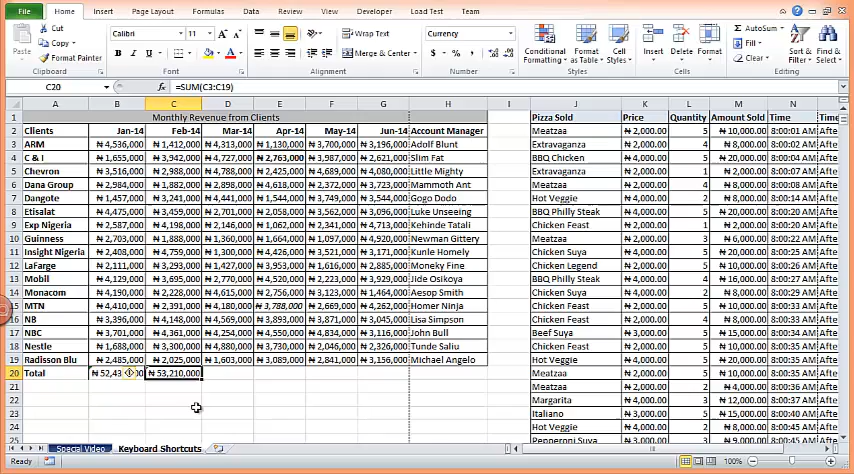 File Home Insert Page Layout Formulas Data Review View Developer Load Test Team
Paste Cut Copy Format Painter Clipboard
Calibri 11 B I U Font
Wrap Text Merge & Center Alignment
Currency $ % , Number
Conditional Formatting Format as Table Cell Styles Styles
Insert Delete Format Cells
Σ AutoSum Fill Clear Sort & Filter Find & Select Editing
C20 fx =SUM(C3:C19)
A B C D E F G H I J K L M N
1 Monthly Revenue from Clients Pizza Sold Price Quantity Amount Sold Time Time
2 Clients Jan-14 Feb-14 Mar-14 Apr-14 May-14 Jun-14 Account Manager Meatzaa ₦ 2,000.00 5 ₦ 10,000.00 8:00:01 AM Afte
3 ARM ₦ 4,536,000 ₦ 1,412,000 ₦ 4,313,000 ₦ 1,130,000 ₦ 3,700,000 ₦ 3,196,000 Adolf Blunt Extravaganza ₦ 2,000.00 4 ₦ 8,000.00 8:00:02 AM Afte
4 C & I ₦ 1,655,000 ₦ 3,942,000 ₦ 4,727,000 ₦ 2,763,000 ₦ 3,987,000 ₦ 2,621,000 Slim Fat BBQ Chicken ₦ 4,000.00 5 ₦ 20,000.00 8:00:04 AM Afte
5 Chevron ₦ 3,516,000 ₦ 2,988,000 ₦ 4,788,000 ₦ 2,425,000 ₦ 4,689,000 ₦ 4,080,000 Little Mighty Extravaganza ₦ 2,000.00 1 ₦ 2,000.00 8:00:07 AM Afte
6 Dana Group ₦ 2,984,000 ₦ 1,882,000 ₦ 2,898,000 ₦ 4,618,000 ₦ 2,372,000 ₦ 3,723,000 Mammoth Ant Meatzaa ₦ 2,000.00 4 ₦ 8,000.00 8:00:08 AM Afte
7 Dangote ₦ 1,457,000 ₦ 3,241,000 ₦ 4,441,000 ₦ 1,544,000 ₦ 3,749,000 ₦ 3,544,000 Gogo Dodo Hot Veggie ₦ 4,000.00 2 ₦ 8,000.00 8:00:14 AM Afte
8 Etisalat ₦ 4,475,000 ₦ 3,459,000 ₦ 2,701,000 ₦ 2,058,000 ₦ 3,562,000 ₦ 3,096,000 Luke Unseeing BBQ Philly Steak ₦ 4,000.00 5 ₦ 20,000.00 8:00:20 AM Afte
9 Exp Nigeria ₦ 2,587,000 ₦ 4,198,000 ₦ 2,146,000 ₦ 1,062,000 ₦ 2,341,000 ₦ 4,713,000 Kehinde Tatali Chicken Feast ₦ 2,000.00 1 ₦ 2,000.00 8:00:20 AM Afte
10 Guinness ₦ 2,703,000 ₦ 1,888,000 ₦ 1,360,000 ₦ 1,664,000 ₦ 1,097,000 ₦ 4,920,000 Newman Gittery Meatzaa ₦ 2,000.00 3 ₦ 6,000.00 8:00:22 AM Afte
11 Insight Nigeria ₦ 2,408,000 ₦ 4,759,000 ₦ 1,300,000 ₦ 4,426,000 ₦ 3,521,000 ₦ 3,171,000 Kunle Homely Chicken Suya ₦ 4,000.00 5 ₦ 20,000.00 8:00:25 AM Afte
12 LaFarge ₦ 2,111,000 ₦ 3,293,000 ₦ 1,427,000 ₦ 3,953,000 ₦ 1,616,000 ₦ 2,885,000 Moneky Fine Chicken Legend ₦ 2,000.00 5 ₦ 10,000.00 8:00:26 AM Afte
13 Mobil ₦ 4,129,000 ₦ 3,695,000 ₦ 2,770,000 ₦ 4,520,000 ₦ 2,223,000 ₦ 3,929,000 Jide Osikoya BBQ Philly Steak ₦ 4,000.00 4 ₦ 16,000.00 8:00:27 AM Afte
14 Monacom ₦ 4,190,000 ₦ 2,228,000 ₦ 4,615,000 ₦ 2,756,000 ₦ 3,123,000 ₦ 1,464,000 Aesop Smith Chicken Suya ₦ 4,000.00 2 ₦ 8,000.00 8:00:29 AM Afte
15 MTN ₦ 4,410,000 ₦ 2,391,000 ₦ 4,180,000 ₦ 3,788,000 ₦ 2,669,000 ₦ 4,262,000 Homer Ninja Hot Veggie ₦ 2,000.00 5 ₦ 10,000.00 8:00:33 AM Afte
16 NB ₦ 3,396,000 ₦ 4,148,000 ₦ 4,569,000 ₦ 3,893,000 ₦ 3,871,000 ₦ 3,045,000 Lisa Simpson Chicken Feast ₦ 2,000.00 4 ₦ 8,000.00 8:00:33 AM Afte
17 NBC ₦ 3,701,000 ₦ 4,361,000 ₦ 4,254,000 ₦ 4,550,000 ₦ 4,834,000 ₦ 3,116,000 John Bull Beef Suya ₦ 3,000.00 5 ₦ 15,000.00 8:00:34 AM Afte
18 Nestle ₦ 1,688,000 ₦ 3,300,000 ₦ 4,880,000 ₦ 3,730,000 ₦ 2,046,000 ₦ 2,326,000 Tunde Saliu Chicken Feast ₦ 2,000.00 5 ₦ 10,000.00 8:00:35 AM Afte
19 Radisson Blu ₦ 2,485,000 ₦ 2,025,000 ₦ 1,603,000 ₦ 3,089,000 ₦ 2,841,000 ₦ 3,156,000 Michael Angelo Hot Veggie ₦ 4,000.00 4 ₦ 16,000.00 8:00:35 AM Afte
20 Total ₦ 53,210,000 Meatzaa ₦ 2,000.00 5 ₦ 10,000.00 8:00:35 AM Afte
21 Meatzaa ₦ 2,000.00 2 ₦ 4,000.00 8:00:36 AM Afte
22 Margarita ₦ 4,000.00 3 ₦ 12,000.00 8:00:37 AM Afte
23 Italiano ₦ 3,000.00 5 ₦ 15,000.00 8:00:40 AM Afte
24 Hot Veggie ₦ 4,000.00 2 ₦ 8,000.00 8:00:42 AM Afte
25 Pepperoni Suya ₦ 3,000.00 3 ₦ 9,000.00 8:00:45 AM Afte
Special Video Keyboard Shortcuts
Ready 100%